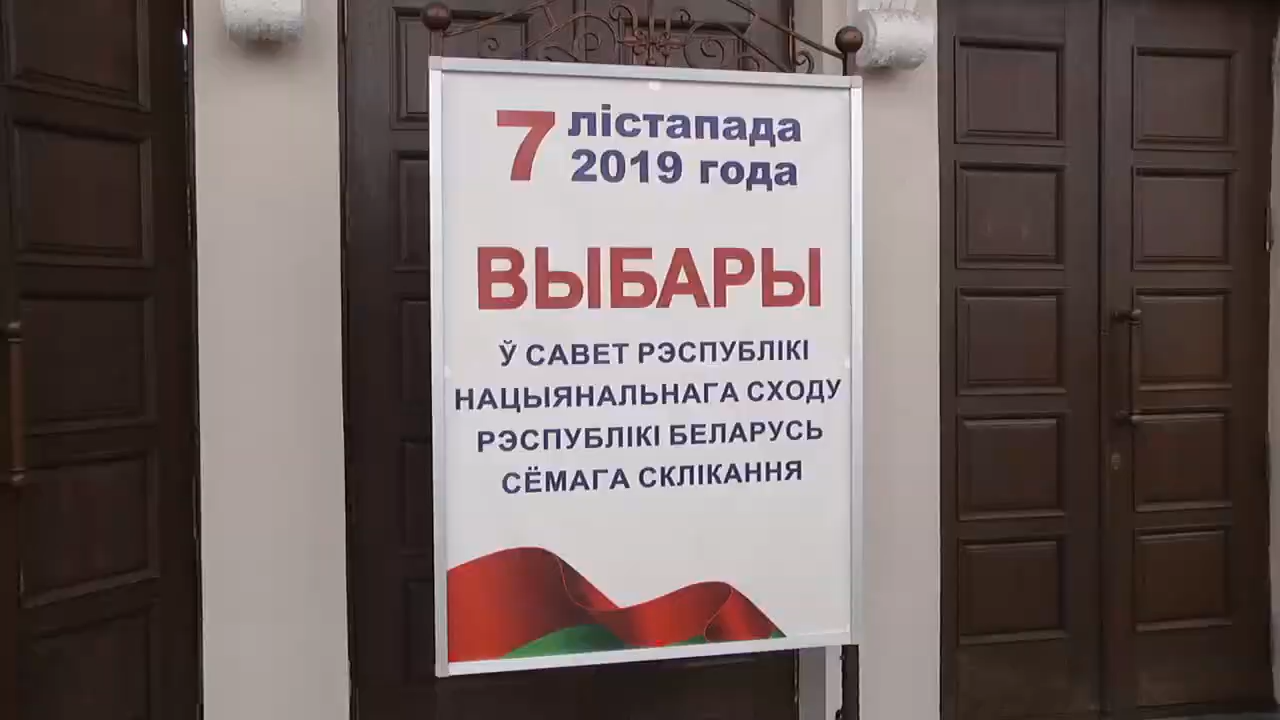 7 лістапада
2019 года
ВЫБАРЫ
Ў САВЕТ РЭСПУБЛІКІ
НАЦЫЯНАЛЬНАГА СХОДУ
РЭСПУБЛІКІ БЕЛАРУСЬ
СЁМАГА СКЛІКАННЯ